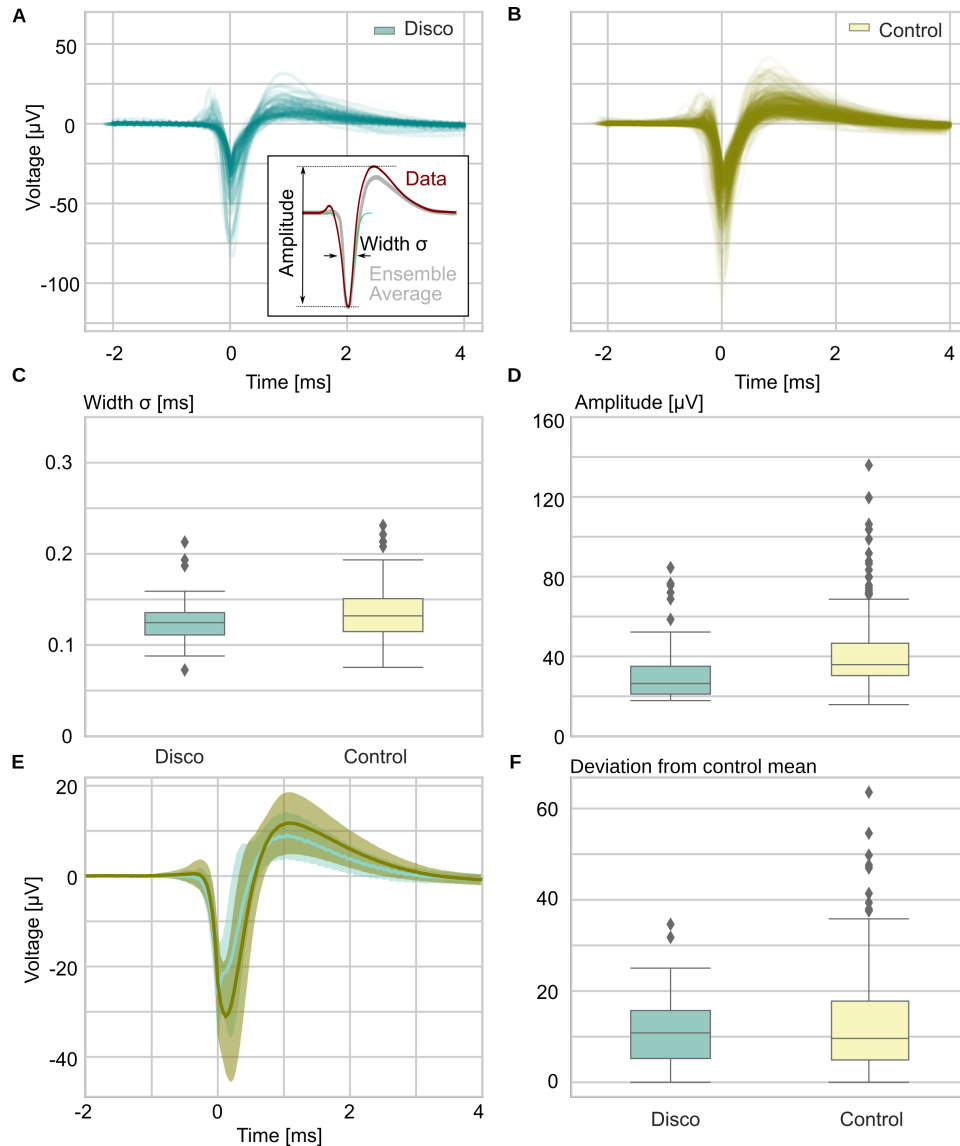 A
Disco
Voltage [µV]
50
0
-50
-100
Amplitude
Data
Width σ
Ensemble
Average
-2
0
2
4
Time [ms]
B
Control
-2
0
2
4
Time [ms]
C
Width σ [ms]
0.3
0.2
0.1
0
Disco
Control
D
Amplitude [µV]
160
120
80
40
0
E
Voltage [µV]
20
0
-20
-40
-2
0
2
4
Time [ms]
F
Deviation from control mean
60
40
20
0
Disco
Control